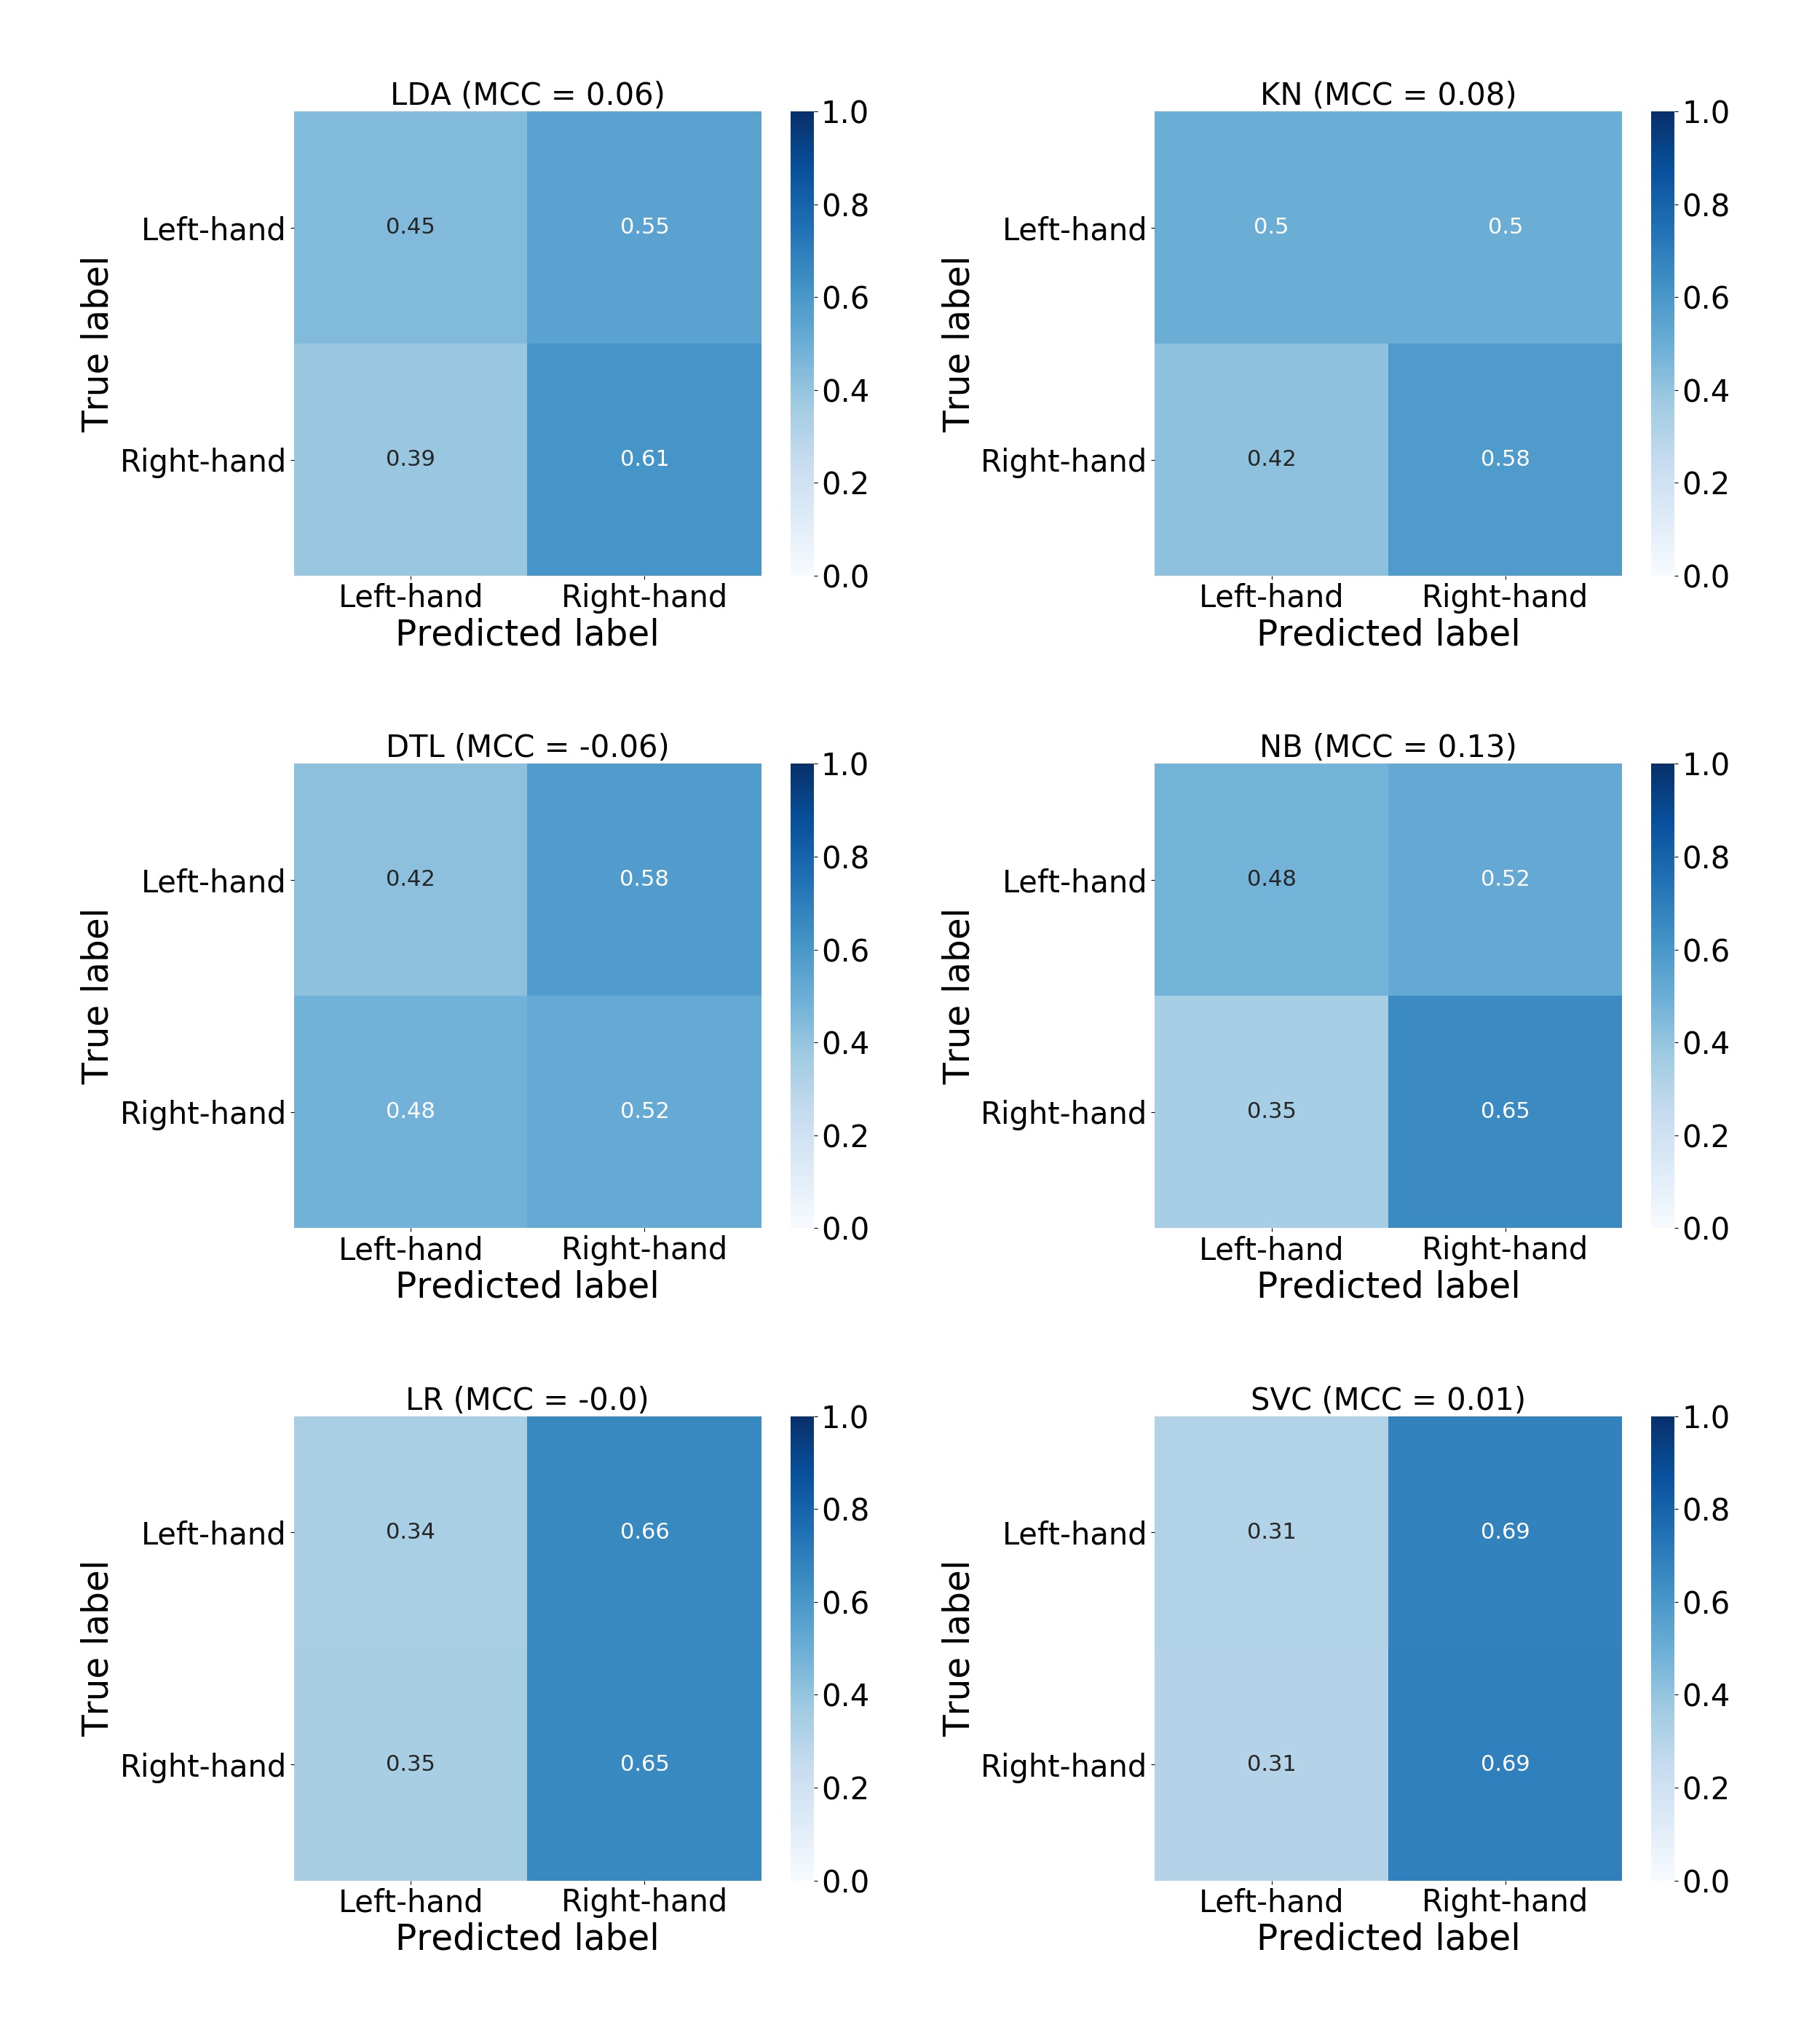 LDA (MCC = 0.06)
1.0
0.8
0.6
0.4
0.2
0.0
True label
Left-hand
Right-hand
0.45 0.55
0.39 0.61
Left-hand Right-hand
Predicted label
KN (MCC = 0.08)
1.0
0.8
0.6
0.4
0.2
0.0
True label
Left-hand
Right-hand
0.5 0.5
0.42 0.58
Left-hand Right-hand
Predicted label
DTL (MCC = -0.06)
1.0
0.8
0.6
0.4
0.2
0.0
True label
Left-hand
Right-hand
0.42 0.58
0.48 0.52
Left-hand Right-hand
Predicted label
NB (MCC = 0.13)
1.0
0.8
0.6
0.4
0.2
0.0
True label
Left-hand
Right-hand
0.48 0.52
0.35 0.65
Left-hand Right-hand
Predicted label
LR (MCC = -0.0)
1.0
0.8
0.6
0.4
0.2
0.0
True label
Left-hand
Right-hand
0.34 0.66
0.35 0.65
Left-hand Right-hand
Predicted label
SVC (MCC = 0.01)
1.0
0.8
0.6
0.4
0.2
0.0
True label
Left-hand
Right-hand
0.31 0.69
0.31 0.69
Left-hand Right-hand
Predicted label